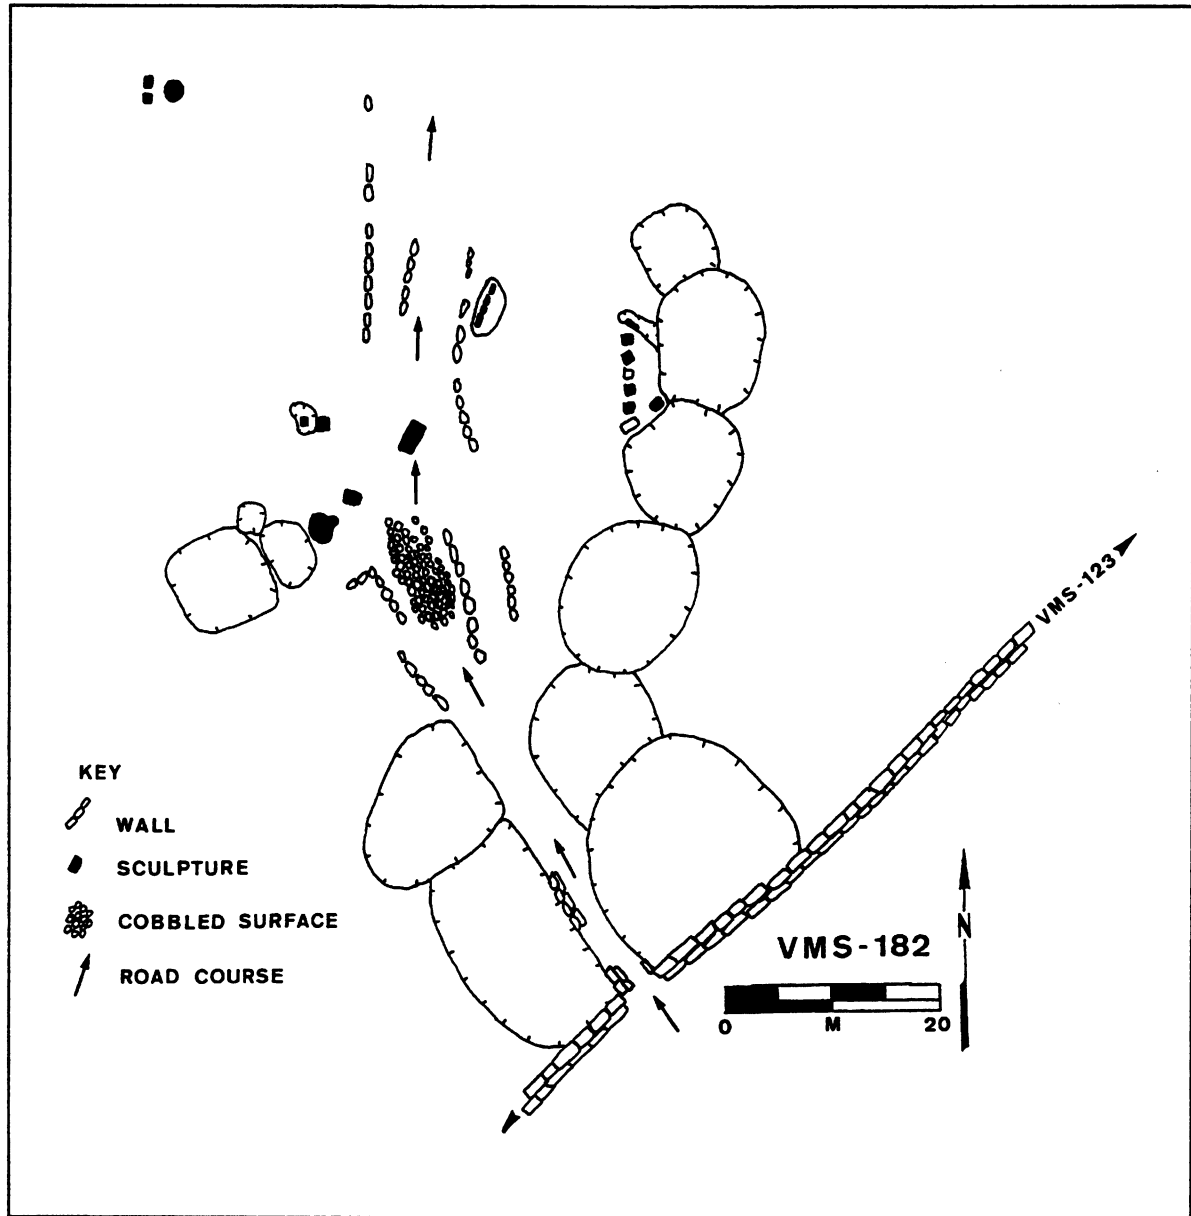 VMS-123
KEY
WALL
SCULPTURE
COBBLED SURFACE
ROAD COURSE
VMS-182
N
0 M 20